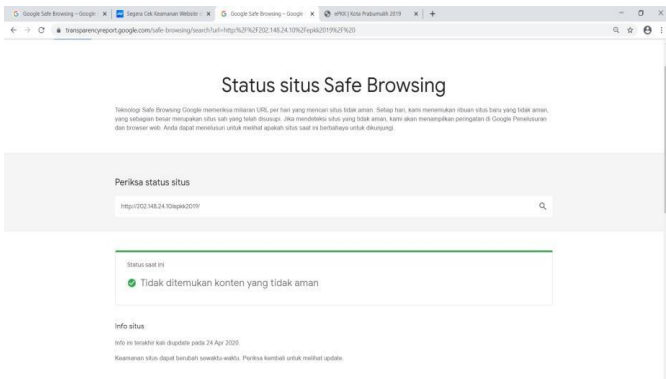 Google Safe Browsing – Google
Segera Cek Keamanan Website
Google Safe Browsing – Google
ePKK | Kota Prabumulih 2019
transparencyreport.google.com/safe-browsing/search?url=http:%2F%2F202.148.24.10%2Fepkk2019%2F%20
Status situs Safe Browsing
Teknologi Safe Browsing Google memeriksa miliaran URL per hari yang mencari situs tidak aman. Setiap hari, kami menemukan ribuan situs baru yang tidak aman,
yang sebagian besar merupakan situs sah yang telah disusupi. Jika mendeteksi situs yang tidak aman, kami akan menampilkan peringatan di Google Penelusuran
dan browser web. Anda dapat menelusuri untuk melihat apakah situs saat ini berbahaya untuk dikunjungi.
Periksa status situs
http://202.148.24.10/epkk2019/
Status saat ini
Tidak ditemukan konten yang tidak aman
Info situs
Info ini terakhir kali diupdate pada 24 Apr 2020.
Keamanan situs dapat berubah sewaktu-waktu. Periksa kembali untuk melihat update.